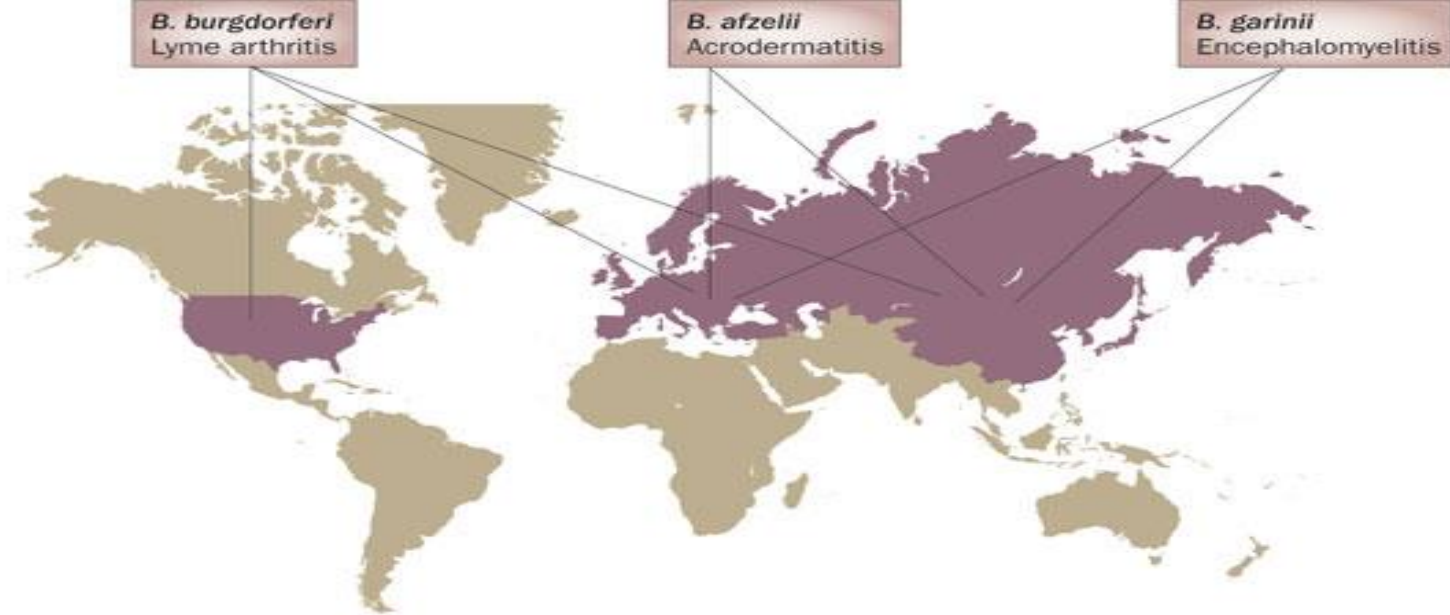 B. burgdorferi
Lyme arthritis
B. afzelii
Acrodermatitis
B. garinii
Encephalomyelitis